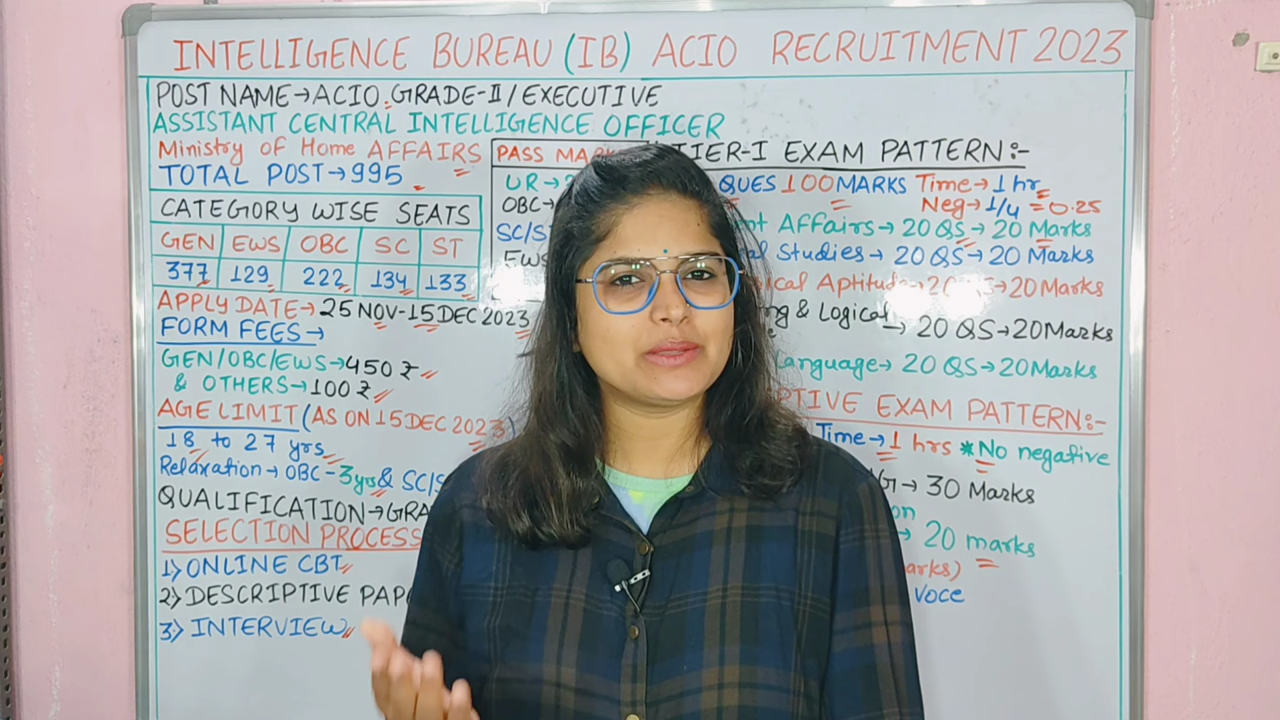 INTELLIGENCE BUREAU (IB) ACIO RECRUITMENT 2023
POST NAME→ACIO GRADE-II/EXECUTIVE
ASSISTANT CENTRAL INTELLIGENCE OFFICER
Ministry of Home AFFAIRS
TOTAL POST→995
CATEGORY WISE SEATS
GEN EWS OBC SC ST
377 129 222 134 133
APPLY DATE→25 NOV-15 DEC 2023
FORM FEES→
GEN/OBC/EWS→450 ₹
& OTHERS→100 ₹
AGE LIMIT (AS ON 15 DEC 2023)
18 to 27 yrs
Relaxation→OBC-3yrs & SC/S
QUALIFICATION→GRA
SELECTION PROCESS
1> ONLINE CBT
2> DESCRIPTIVE PAP
3> INTERVIEW
PASS MAR
UR→
OBC→
SC/S
EWS
TIER-I EXAM PATTERN:-
QUES 100 MARKS Time→1 hr
Neg→1/4 =0.25
Affairs→20 QS→20 Marks
Studies→20 QS→20 Marks
Aptitude→20 QS→20 Marks
& Logical→20 QS→20 Marks
Language→20 QS→20 Marks
PTIVE EXAM PATTERN:-
Time→1 hrs *No negative
G→30 Marks
on
→20 marks
arks)
Voce